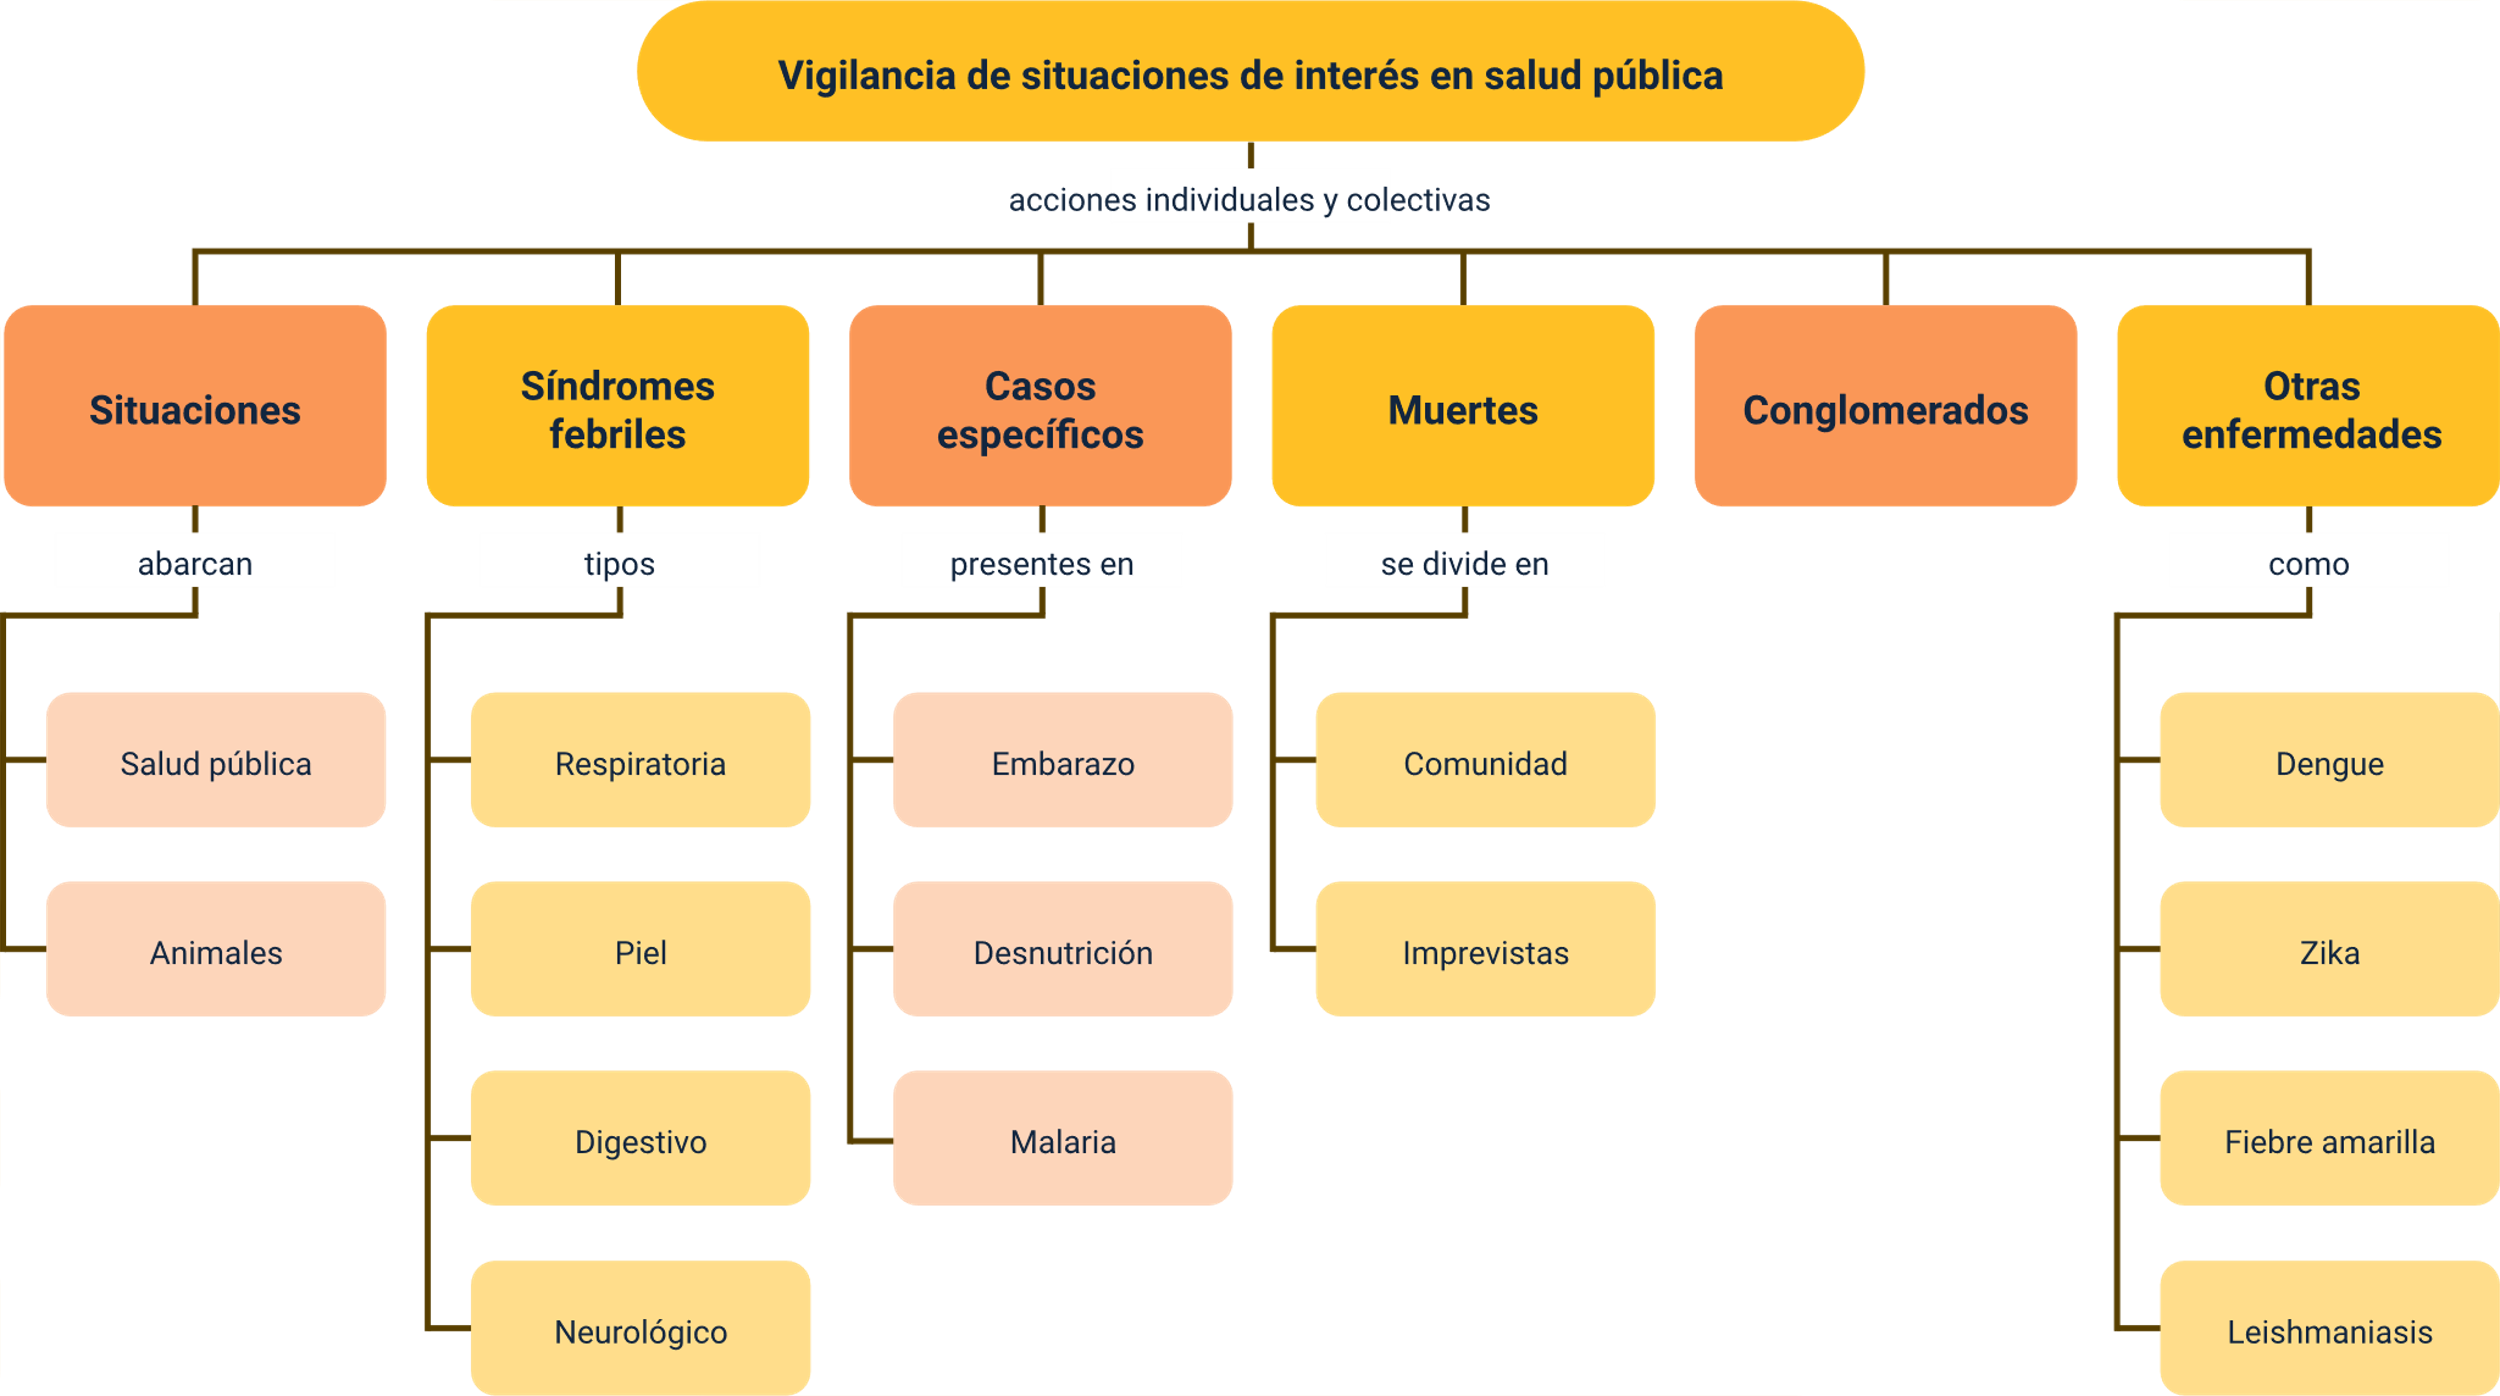 Vigilancia de situaciones de interés en salud pública
acciones individuales y colectivas
Situaciones
Síndromes
febriles
Casos
específicos
Muertes
Conglomerados
Otras
enfermedades
abarcan
tipos
presentes en
se divide en
como
Salud pública
Respiratoria
Embarazo
Comunidad
Dengue
Animales
Piel
Desnutrición
Imprevistas
Zika
Digestivo
Malaria
Fiebre amarilla
Neurológico
Leishmaniasis